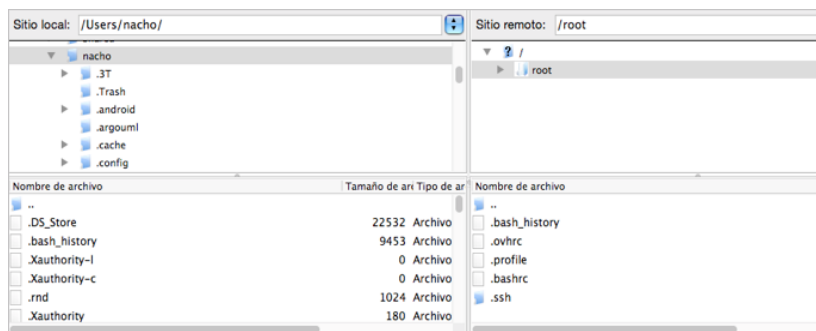 Sitio local: /Users/nacho/
nacho
.3T
.Trash
.android
.argouml
.cache
.config
Nombre de archivo Tamaño de ar Tipo de ar
..
.DS_Store 22532 Archivo
.bash_history 9453 Archivo
.Xauthority-l 0 Archivo
.Xauthority-c 0 Archivo
.rnd 1024 Archivo
.Xauthority 180 Archivo
Sitio remoto: /root
? /
root
Nombre de archivo
..
.bash_history
.ovhrc
.profile
.bashrc
.ssh